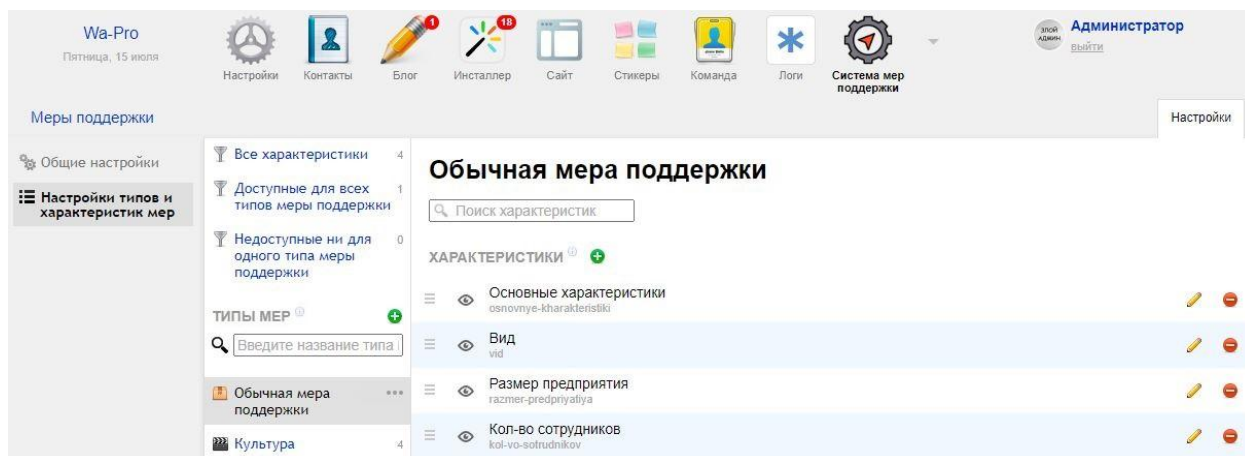 Wa-Pro
Пятница, 15 июля
Настройки
Контакты
1
Блог
18
Инсталлер
Сайт
Стикеры
Команда
Логи
Система мер
поддержки
злой
админ
Администратор
выйти
Меры поддержки
Настройки
Общие настройки
Настройки типов и
характеристик мер
Все характеристики 4
Доступные для всех 1
типов меры поддержки
Недоступные ни для 0
одного типа меры
поддержки
ТИПЫ МЕР
Введите название типа
Обычная мера
поддержки
Культура 4
Обычная мера поддержки
Поиск характеристик
ХАРАКТЕРИСТИКИ
Основные характеристики
osnovnye-kharakteristiki
Вид
vid
Размер предприятия
razmer-predpriyatiya
Кол-во сотрудников
kol-vo-sotrudnikov